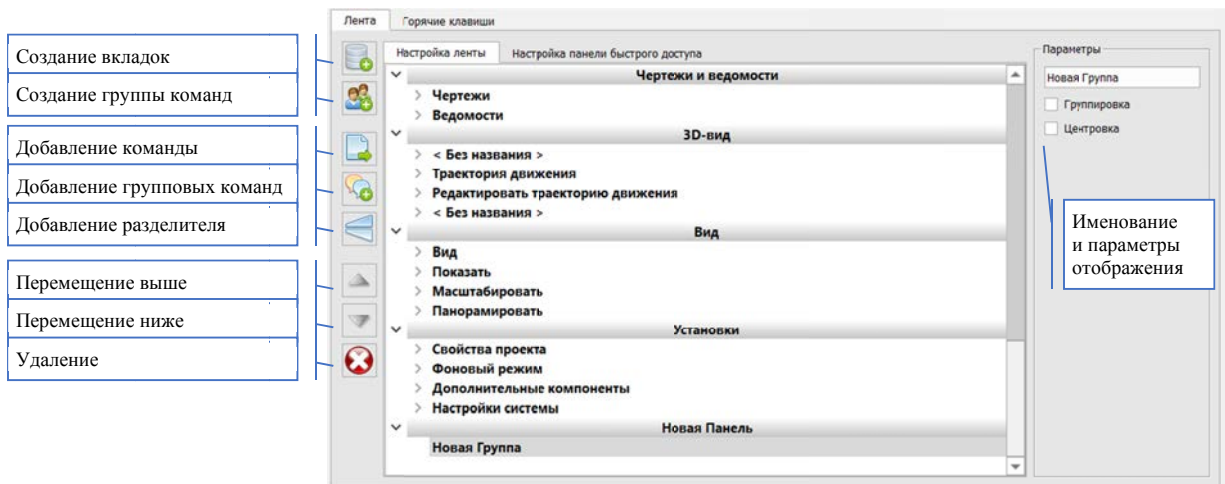 Лента
Горячие клавиши
Создание вкладок
Создание группы команд
Добавление команды
Добавление групповых команд
Добавление разделителя
Перемещение выше
Перемещение ниже
Удаление
Настройка ленты
Настройка панели быстрого доступа
Чертежи и ведомости
Чертежи
Ведомости
3D-вид
< Без названия >
Траектория движения
Редактировать траекторию движения
< Без названия >
Вид
Вид
Показать
Масштабировать
Панорамировать
Установки
Свойства проекта
Фоновый режим
Дополнительные компоненты
Настройки системы
Новая Панель
Новая Группа
Параметры
Новая Группа
Группировка
Центровка
Именование
и параметры
отображения